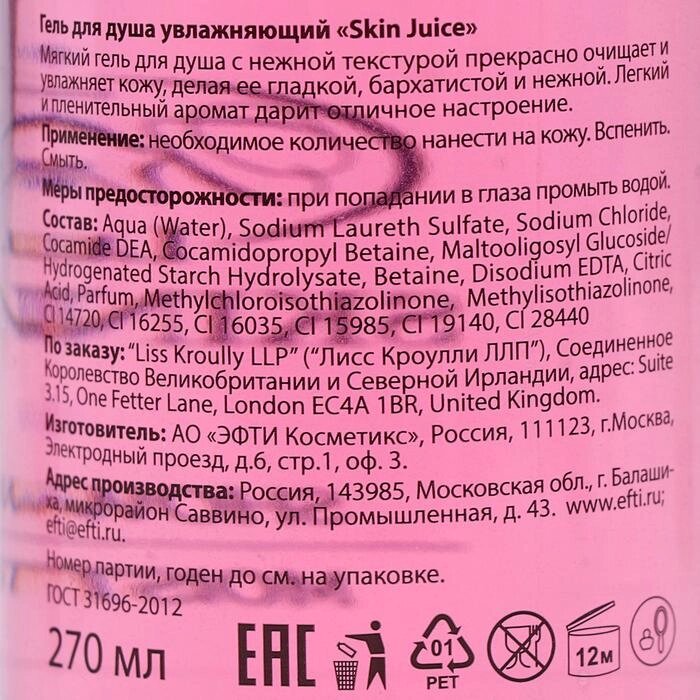 Гель для душа увлажняющий «Skin Juice»
Мягкий гель для душа с нежной текстурой прекрасно очищает и
увлажняет кожу, делая ее гладкой, бархатистой и нежной. Легкий
и пленительный аромат дарит отличное настроение.
Применение: необходимое количество нанести на кожу. Вспенить.
Смыть.
Меры предосторожности: при попадании в глаза промыть водой.
Состав: Aqua (Water), Sodium Laureth Sulfate, Sodium Chloride,
Cocamide DEA, Cocamidopropyl Betaine, Maltooligosyl Glucoside/
Hydrogenated Starch Hydrolysate, Betaine, Disodium EDTA, Citric
Acid, Parfum, Methylchloroisothiazolinone, Methylisothiazolinone,
CI 14720, CI 16255, CI 16035, CI 15985, CI 19140, CI 28440
По заказу: “Liss Kroully LLP” (“Лисс Кроулли ЛЛП”), Соединенное
Королевство Великобритании и Северной Ирландии, адрес: Suite
3.15, One Fetter Lane, London EC4A 1BR, United Kingdom.
Изготовитель: АО «ЭФТИ Косметикс», Россия, 111123, г.Москва,
Электродный проезд, д.6, стр.1, оф. 3.
Адрес производства: Россия, 143985, Московская обл., г. Балаши-
ха, микрорайон Саввино, ул. Промышленная, д. 43. www.efti.ru;
efti@efti.ru.
Номер партии, годен до см. на упаковке.
ГОСТ 31696-2012
270 мл
EAC
01
PET
12м